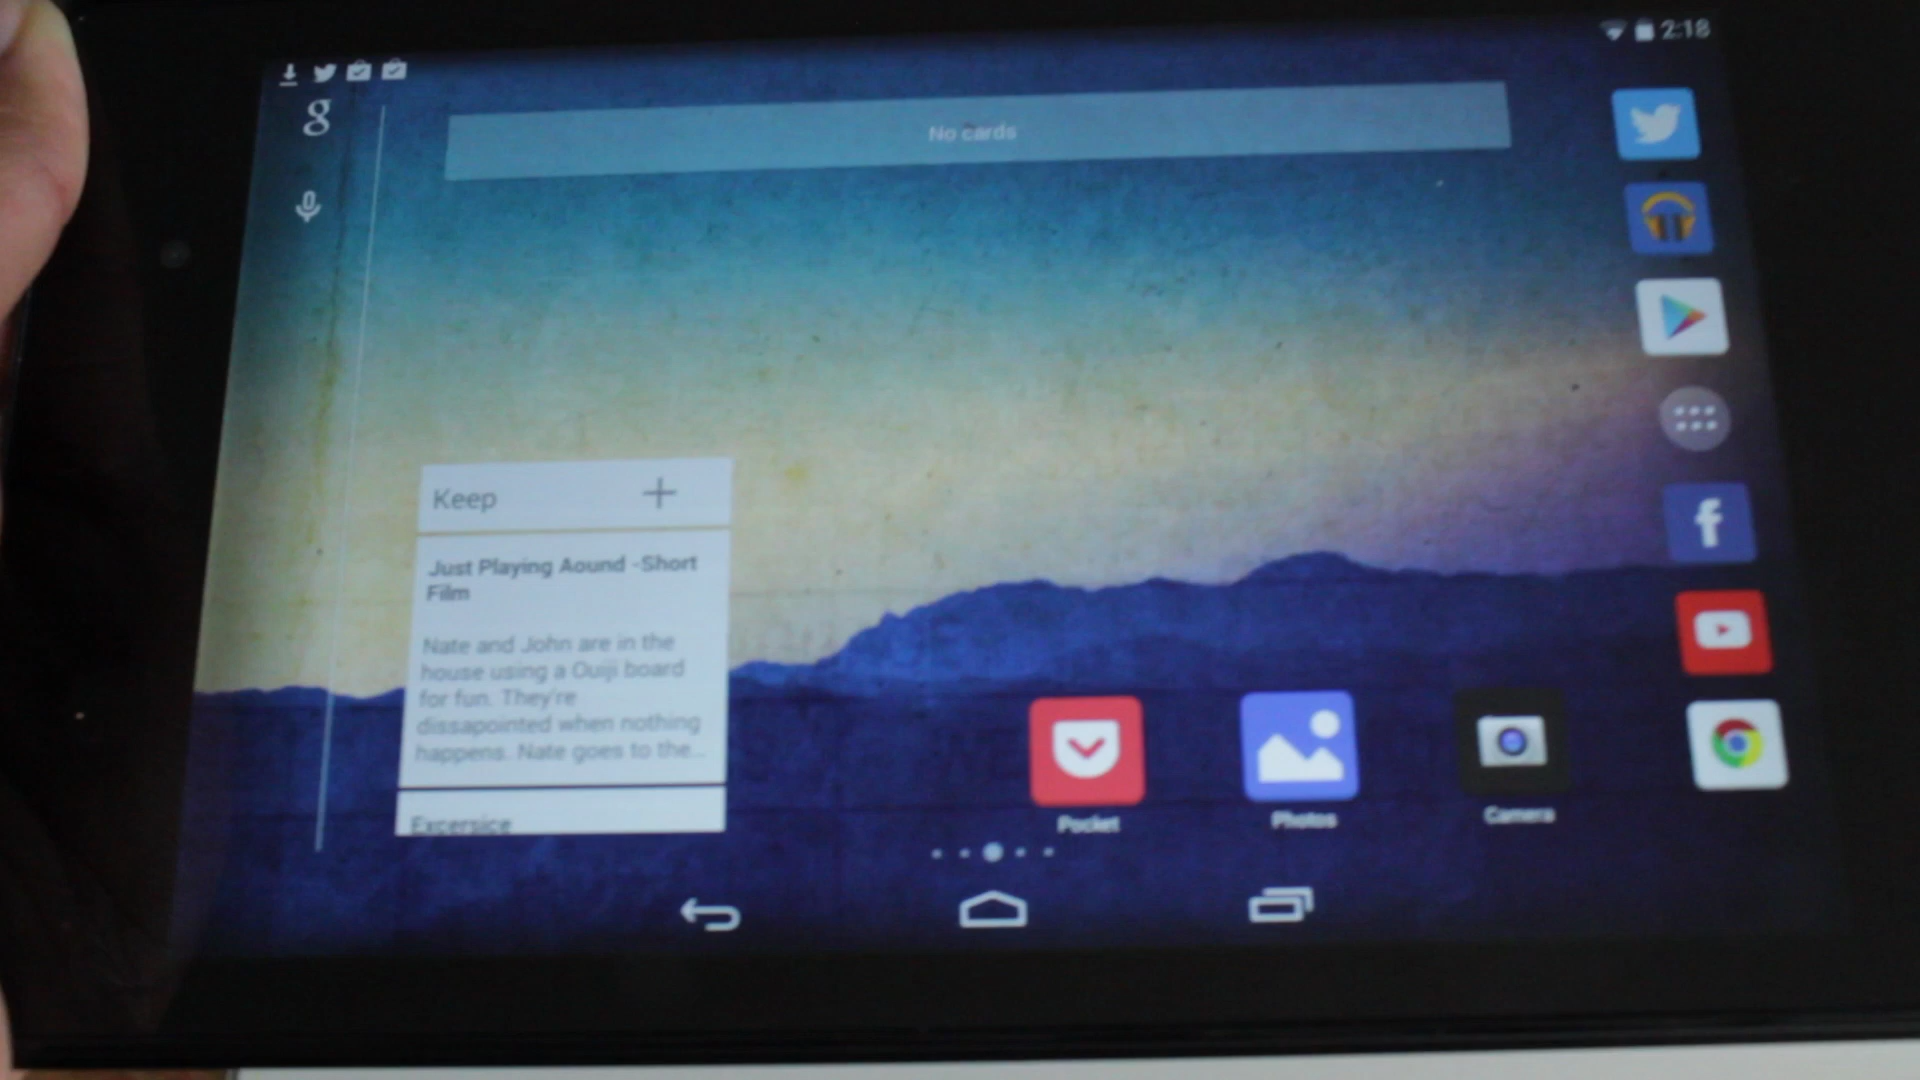 2:18
g
No cards
Keep
Just Playing Aound -Short
Film
Nate and John are in the
house using a Ouiji board
for fun. They're
dissapointed when nothing
happens. Nate goes to the...
Excersice
f
Pocket
Photos
Camera